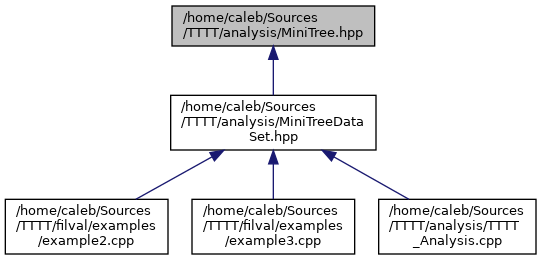 /home/caleb/Sources
/TTTT/analysis/MiniTree.hpp
/home/caleb/Sources
/TTTT/analysis/MiniTreeData
Set.hpp
/home/caleb/Sources
/TTTT/filval/examples
/example2.cpp
/home/caleb/Sources
/TTTT/filval/examples
/example3.cpp
/home/caleb/Sources
/TTTT/analysis/TTTT
_Analysis.cpp